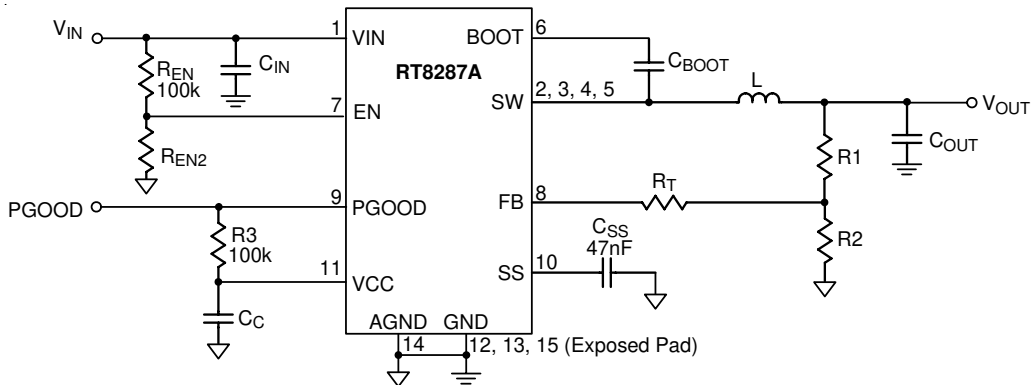 VIN
1
VIN
BOOT
6
REN
100k
CIN
RT8287A
CBOOT
7
EN
SW
2, 3, 4, 5
L
VOUT
REN2
COUT
R1
PGOOD
9
PGOOD
FB
8
RT
R3
100k
CSS
47nF
R2
11
VCC
SS
10
CC
AGND
GND
14
12, 13, 15 (Exposed Pad)